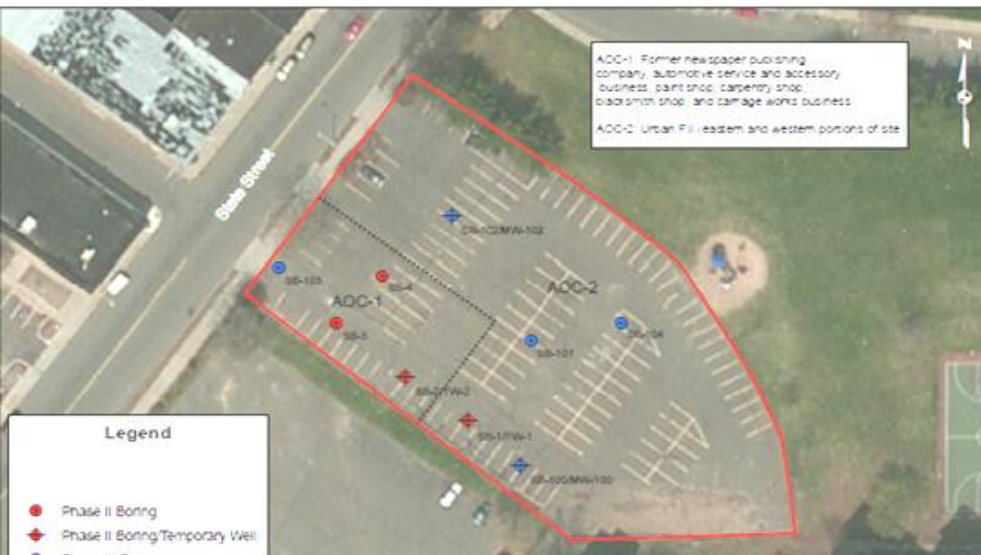 AOC-1: Former newspaper publishing
company, automotive service and accessory
business, paint shop, carpentry shop,
blacksmith shop, and carriage works business
AOC-2: Urban Fill (eastern and western portions of site
N
State Street
SB-102/MW-102
SB-103
SB-4
AOC-1
AOC-2
SB-3
SB-104
SB-101
SB-2/TW-2
SB-1/TW-1
SB-100/MW-100
Legend
Phase II Boring
Phase II Boring/Temporary Well